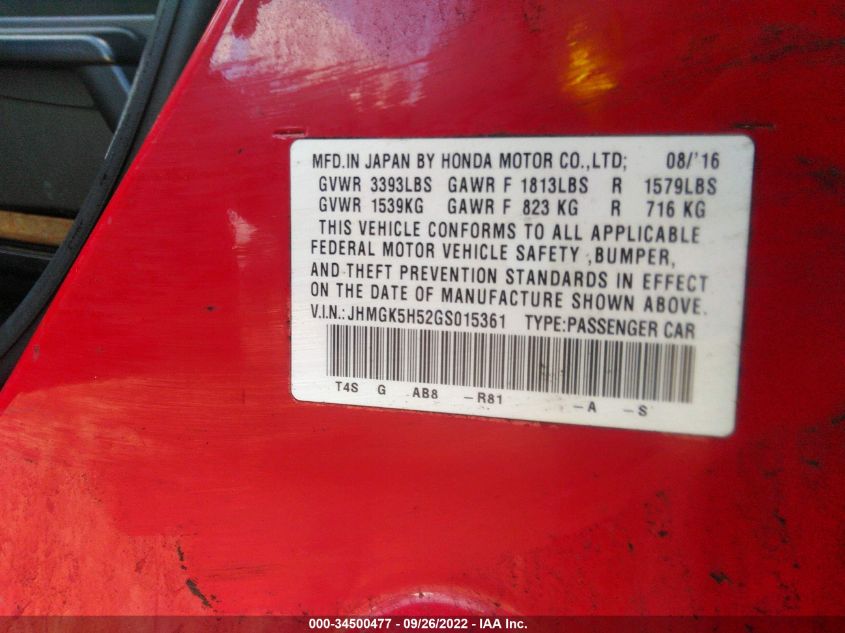 MFD.IN JAPAN BY HONDA MOTOR CO.,LTD; 08/'16
GVWR 3393LBS GAWR F 1813LBS R 1579LBS
GVWR 1539KG GAWR F 823 KG R 716 KG
THIS VEHICLE CONFORMS TO ALL APPLICABLE
FEDERAL MOTOR VEHICLE SAFETY ,BUMPER,
AND THEFT PREVENTION STANDARDS IN EFFECT
ON THE DATE OF MANUFACTURE SHOWN ABOVE.
V.I.N.:JHMGK5H52GS015361 TYPE:PASSENGER CAR
T4S G AB8 -R81 -A -S
000-34500477 - 09/26/2022 - IAA Inc.